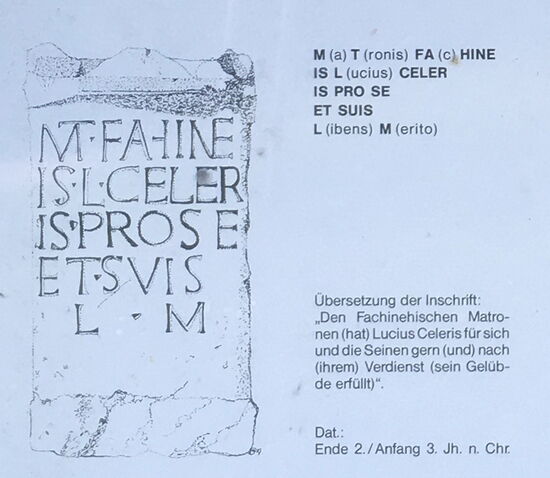 MT·FAHINE
IS·L·CELER
IS·PROSE
ET·SVIS
L · M
M (a) T (ronis) FA (c) HINE
IS L (ucius) CELER
IS PRO SE
ET SUIS
L (ibens) M (erito)
Übersetzung der Inschrift:
„Den Fachinehischen Matro-
nen (hat) Lucius Celeris für sich
und die Seinen gern (und) nach
(ihrem) Verdienst (sein Gelüb-
de erfüllt)“.
Dat.:
Ende 2./Anfang 3. Jh. n. Chr.